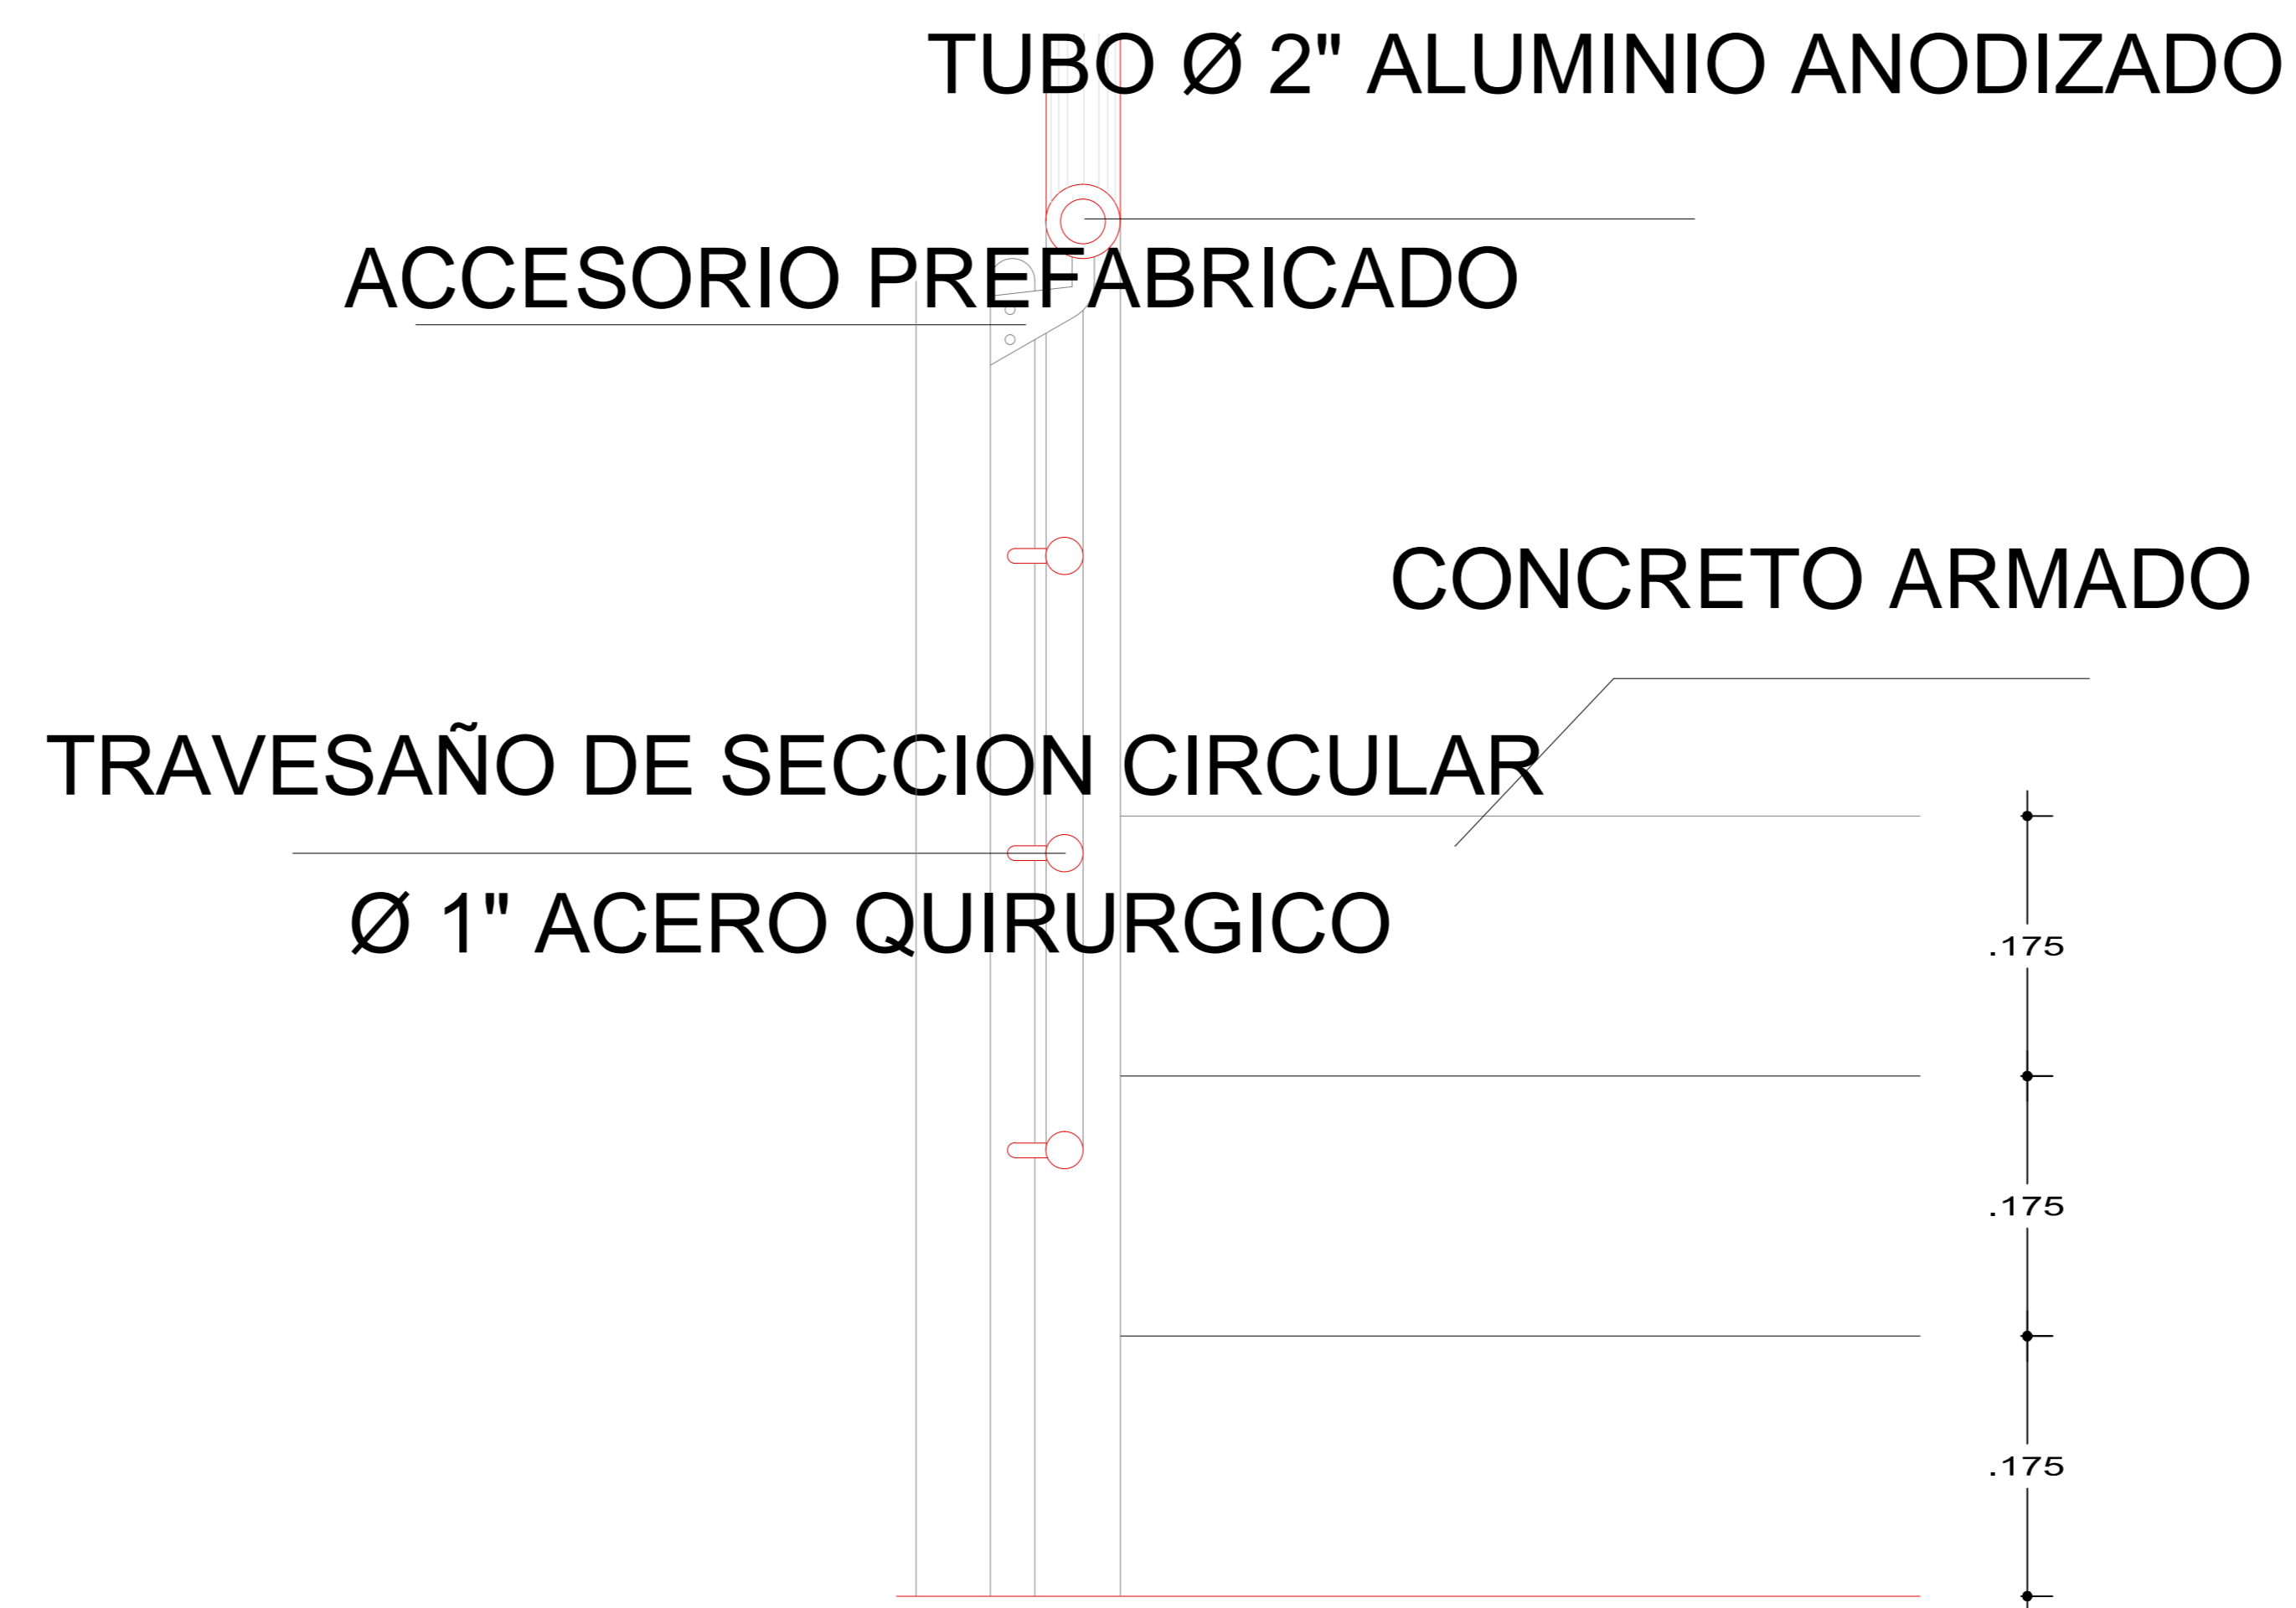 TUBO Ø 2" ALUMINIO ANODIZADO
ACCESORIO PREFABRICADO
CONCRETO ARMADO
TRAVESAÑO DE SECCION CIRCULAR
Ø 1" ACERO QUIRURGICO
.175
.175
.175